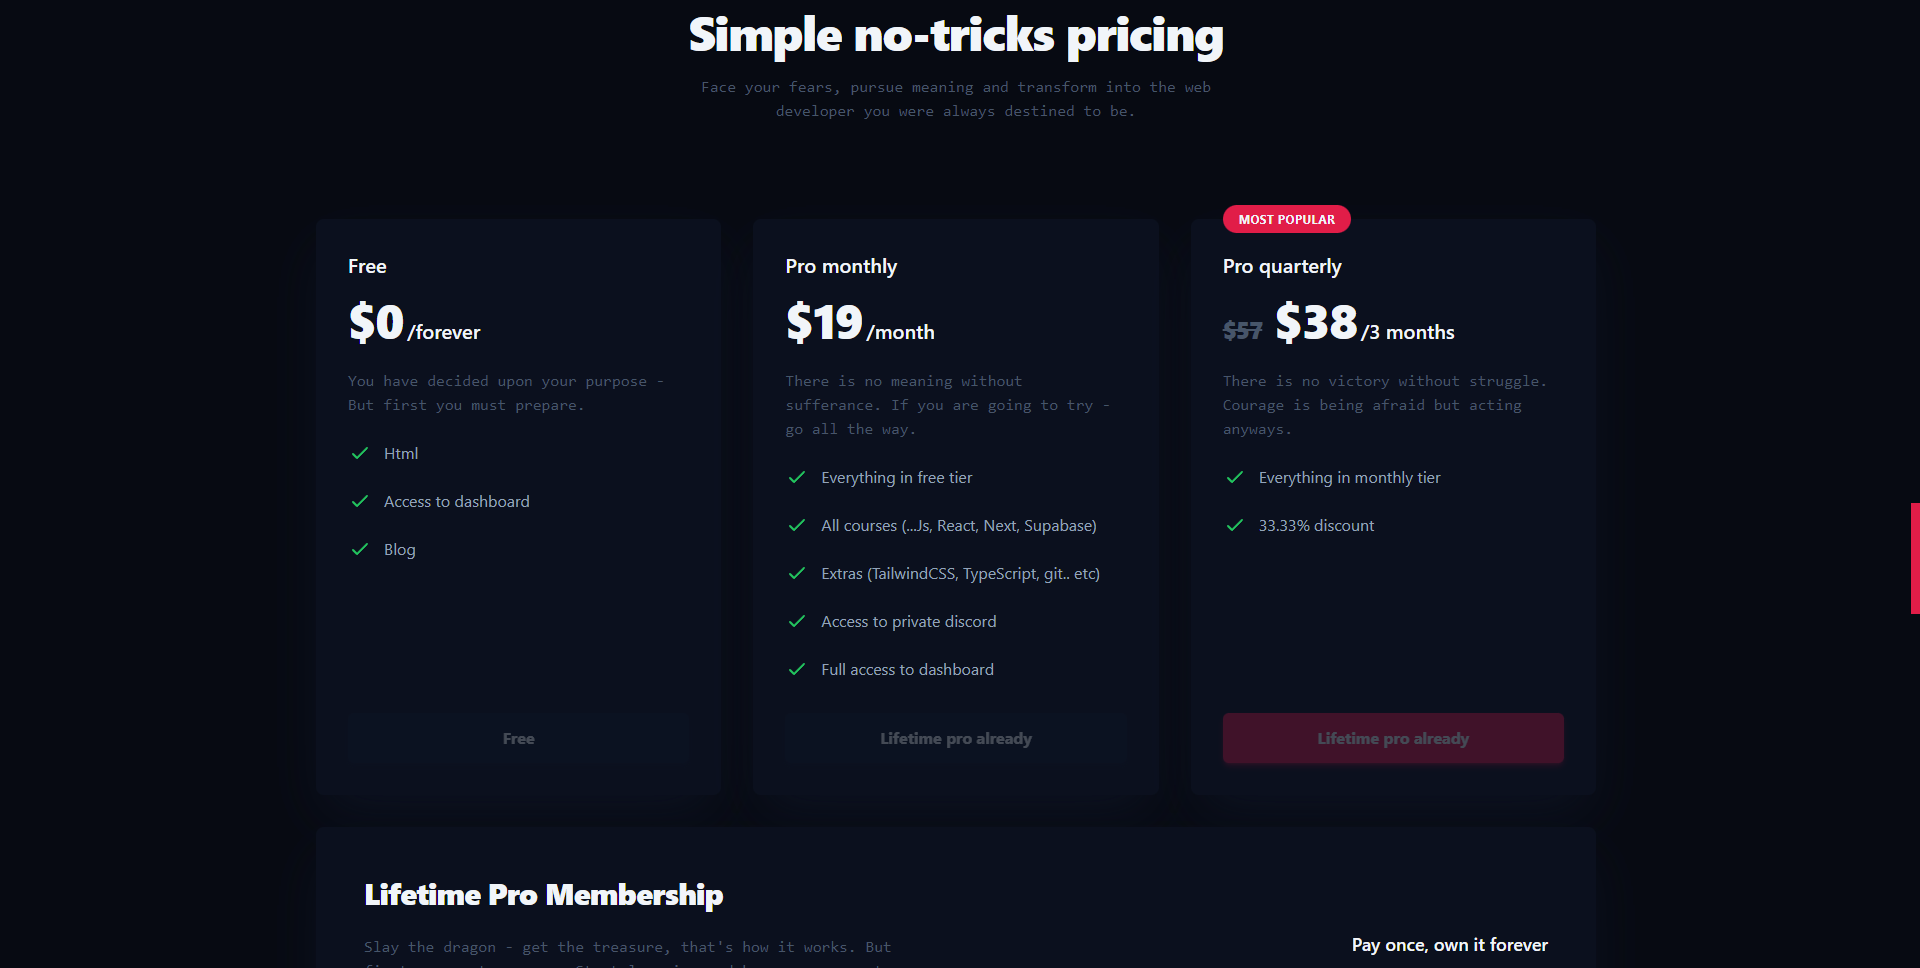 Simple no-tricks pricing
Face your fears, pursue meaning and transform into the web
developer you were always destined to be.
Free
$0 /forever
You have decided upon your purpose -
But first you must prepare.
Html
Access to dashboard
Blog
Free
Pro monthly
$19 /month
There is no meaning without
sufferance. If you are going to try -
go all the way.
Everything in free tier
All courses (...Js, React, Next, Supabase)
Extras (TailwindCSS, TypeScript, git.. etc)
Access to private discord
Full access to dashboard
Lifetime pro already
MOST POPULAR
Pro quarterly
$57 $38 /3 months
There is no victory without struggle.
Courage is being afraid but acting
anyways.
Everything in monthly tier
33.33% discount
Lifetime pro already
Lifetime Pro Membership
Slay the dragon - get the treasure, that's how it works. But
Pay once, own it forever